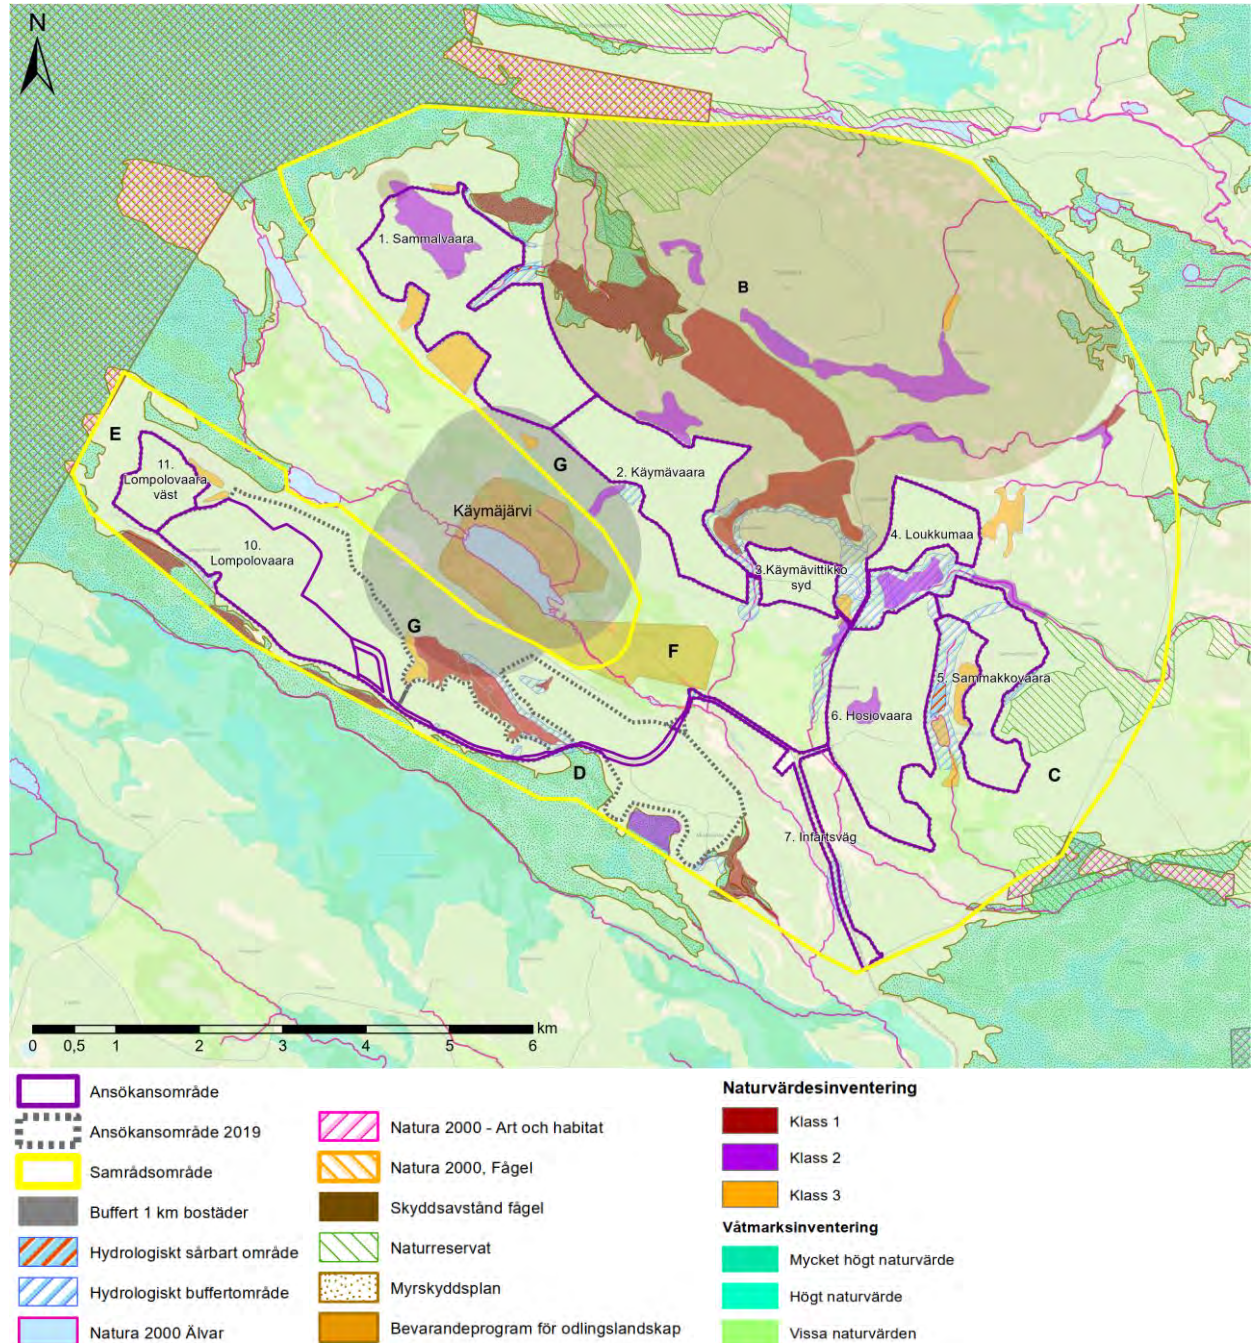 N
1. Sammalvaara
B
E
G
2. Käymävaara
11.
Lompolovaara
väst
Käymäjärvi
4. Loukkumaa
10.
Lompolovaara
3.Käymävittikko
syd
G
F
5. Sammakkovaara
6. Hosiovaara
D
C
7. Infartsväg
km
0 0,5 1 2 3 4 5 6
Ansökansområde
Ansökansområde 2019
Samrådsområde
Buffert 1 km bostäder
Hydrologiskt sårbart område
Hydrologiskt buffertområde
Natura 2000 Älvar
Natura 2000 - Art och habitat
Natura 2000, Fågel
Skyddsavstånd fågel
Naturreservat
Myrskyddsplan
Bevarandeprogram för odlingslandskap
Naturvärdesinventering
Klass 1
Klass 2
Klass 3
Våtmarksinventering
Mycket högt naturvärde
Högt naturvärde
Vissa naturvärden